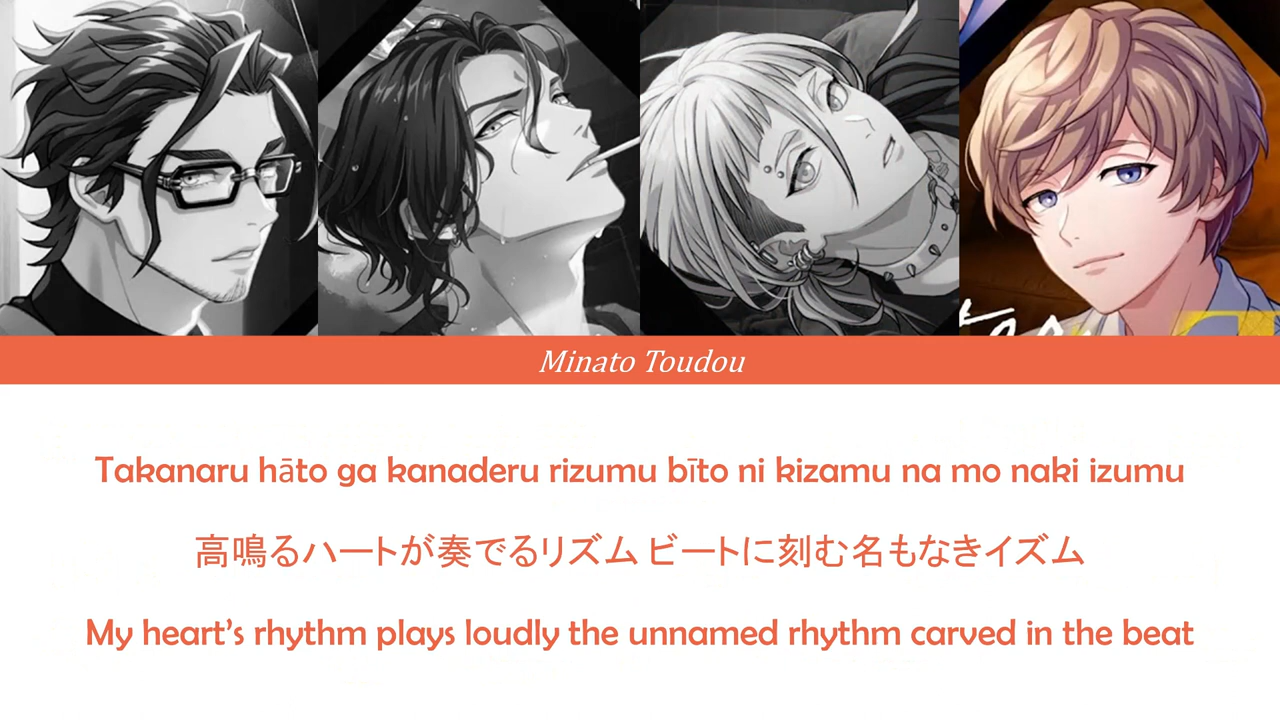 Minato Toudou
Takanaru hāto ga kanaderu rizumu bīto ni kizamu na mo naki izumu
高鳴るハートが奏でるリズム ビートに刻む名もなきイズム
My heart's rhythm plays loudly the unnamed rhythm carved in the beat